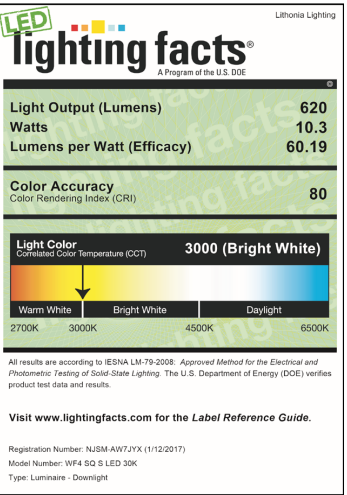 Lithonia Lighting
LED
lighting facts®
A Program of the U.S. DOE
Light Output (Lumens) 620
Watts 10.3
Lumens per Watt (Efficacy) 60.19
Color Accuracy
Color Rendering Index (CRI) 80
Light Color
Correlated Color Temperature (CCT) 3000 (Bright White)
Warm White Bright White Daylight
2700K 3000K 4500K 6500K
All results are according to IESNA LM-79-2008: Approved Method for the Electrical and
Photometric Testing of Solid-State Lighting. The U.S. Department of Energy (DOE) verifies
product test data and results.
Visit www.lightingfacts.com for the Label Reference Guide.
Registration Number: NJSM-AW7JYX (1/12/2017)
Model Number: WF4 SQ S LED 30K
Type: Luminaire - Downlight